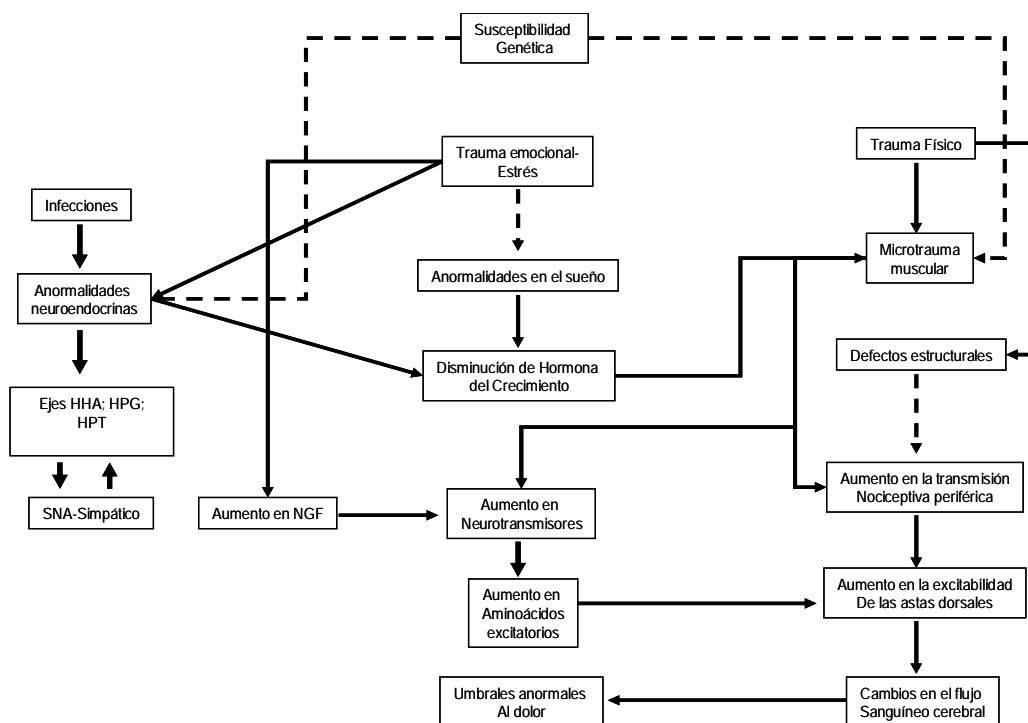 Susceptibilidad
Genética
Trauma emocional-
Estrés
Trauma Físico
Infecciones
Microtrauma
muscular
Anormalidades en el sueño
Anormalidades
neuroendocrinas
Disminución de Hormona
del Crecimiento
Defectos estructurales
Ejes HHA; HPG;
HPT
SNA-Simpático
Aumento en NGF
Aumento en
Neurotransmisores
Aumento en la transmisión
Nociceptiva periférica
Aumento en
Aminoácidos
excitatorios
Aumento en la excitabilidad
De las astas dorsales
Umbrales anormales
Al dolor
Cambios en el flujo
Sanguíneo cerebral